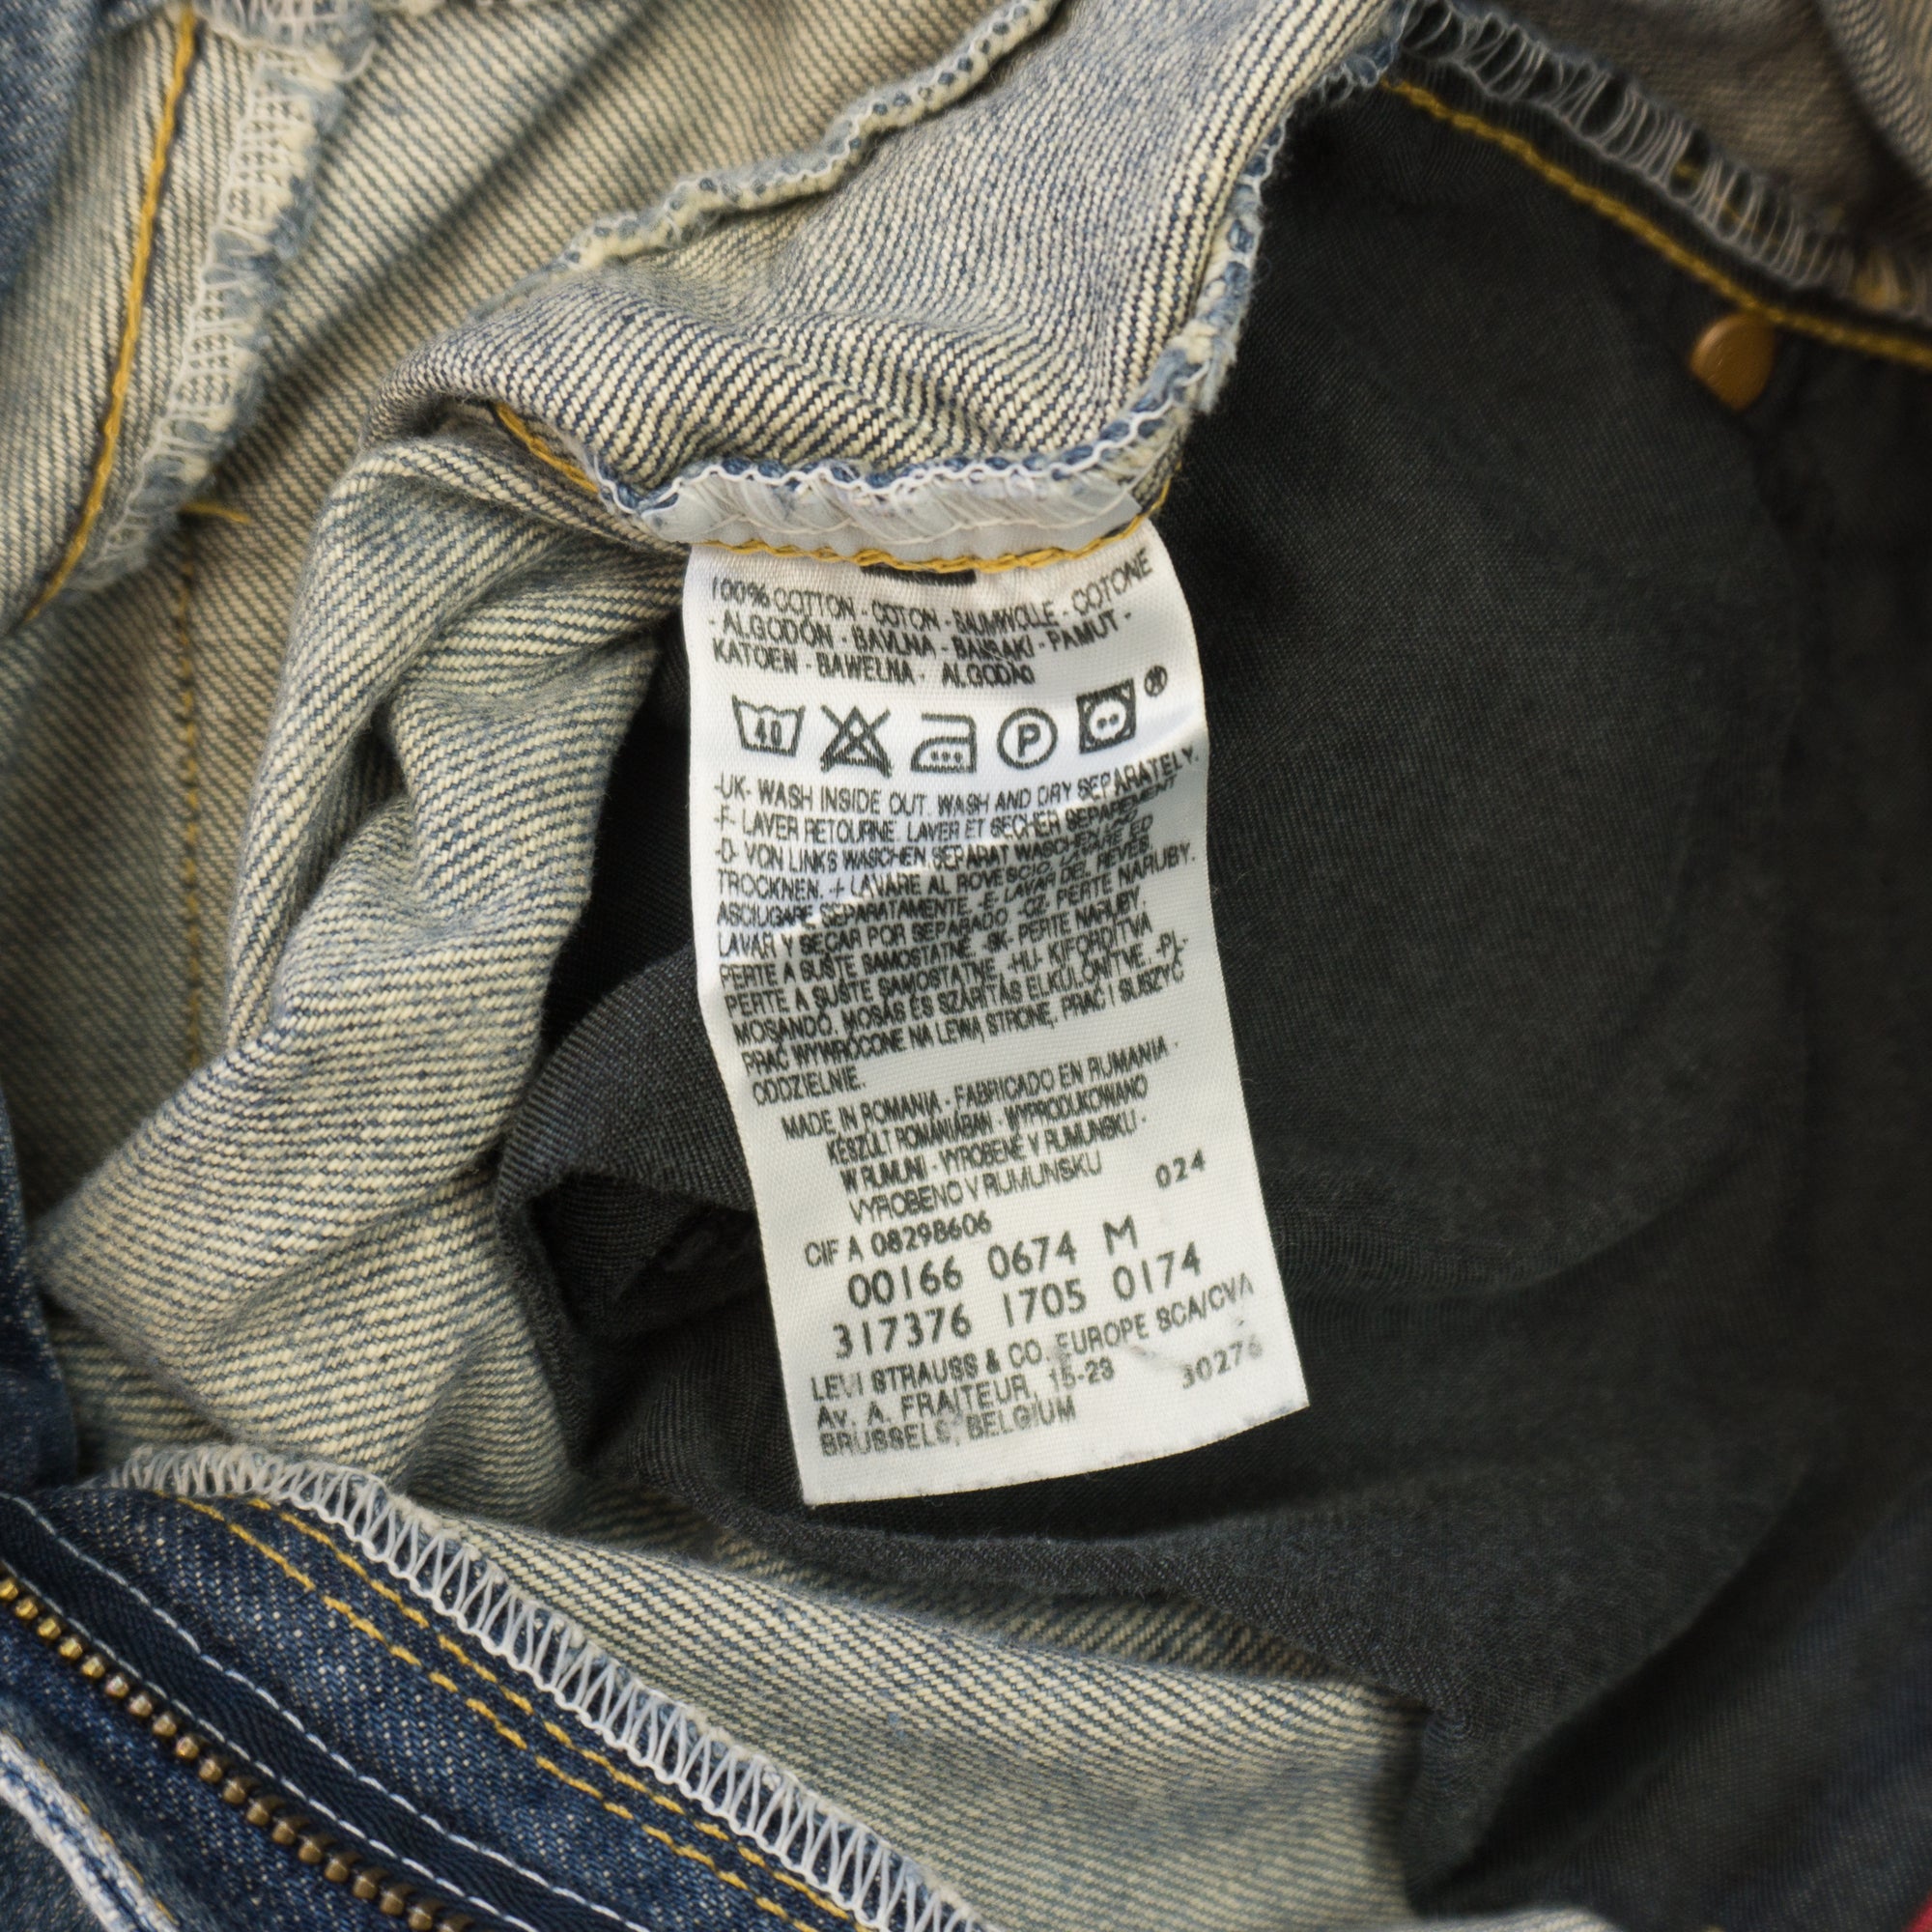 100% COTTON - COTON - BAUMWOLLE - COTONE
- ALGODÓN - BAVLNA - BAMBAKI - PAMUT -
KATOEN - BAWEŁNA - ALGODÃO
40 P
-UK- WASH INSIDE OUT. WASH AND DRY SEPARATELY.
-F- LAVER RETOURNE. LAVER ET SECHER SEPAREMENT
-D- VON LINKS WASCHEN. SEPARAT WASCHEN UND
TROCKNEN. -I- LAVARE AL ROVESCIO. LAVARE ED
ASCIUGARE SEPARATAMENTE. -E- LAVAR DEL REVES.
LAVAR Y SECAR POR SEPARADO. -CZ- PERTE NARUBY.
PERTE A SUŠTE SAMOSTATNĚ. -SK- PERTE NARUBY.
PERTE A SUŠTE SAMOSTATNE. -HU- KIFORDÍTVA
MOSANDÓ. MOSÁS ÉS SZÁRÍTÁS ELKÜLÖNÍTVE. -PL-
PRAĆ WYWRÓCONE NA LEWĄ STRONĘ. PRAĆ I SUSZYĆ
ODDZIELNIE.
MADE IN ROMANIA - FABRICADO EN RUMANIA -
KÉSZÜLT ROMÁNIÁBAN - WYPRODUKOWANO
W RUMUNI - VYROBENÉ V RUMUNSKU -
VYROBENO V RUMUNSKU 024
CIF A 08298606
00166 0674 M
317376 1705 0174
LEVI STRAUSS & CO. EUROPE SCA/CVA
Av. A. FRAITEUR, 15-23 30276
BRUSSELS, BELGIUM